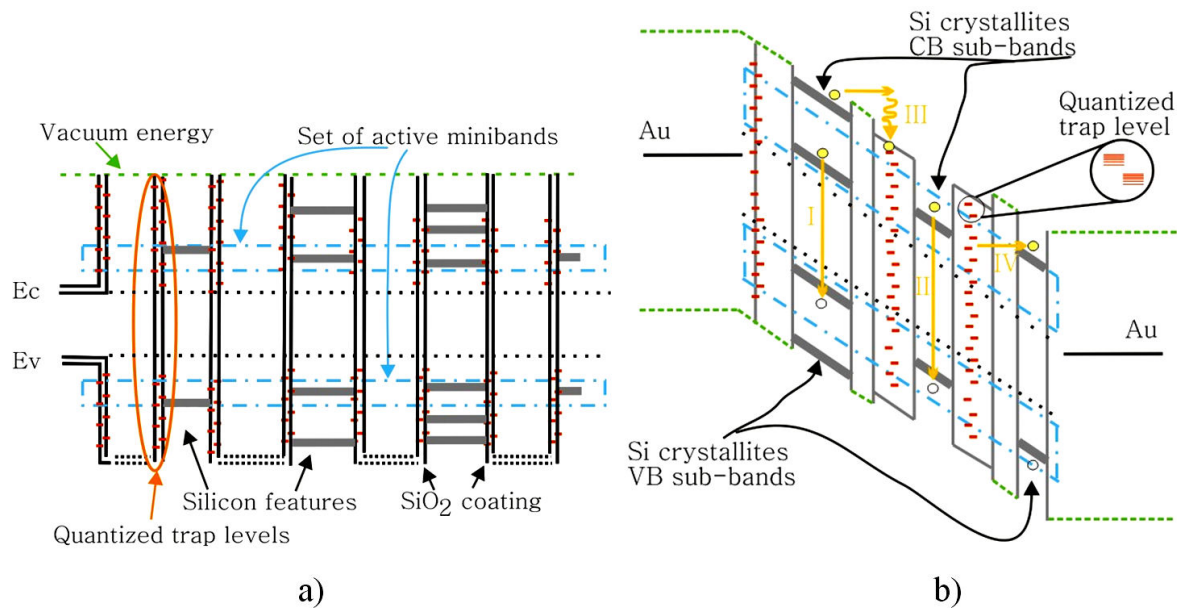 Vacuum energy
Set of active minibands
Ec
Ev
Silicon features
SiO2 coating
Quantized trap levels
a)
Si crystallites
CB sub-bands
Quantized
trap level
Au
III
I
II
IV
Au
Si crystallites
VB sub-bands
b)